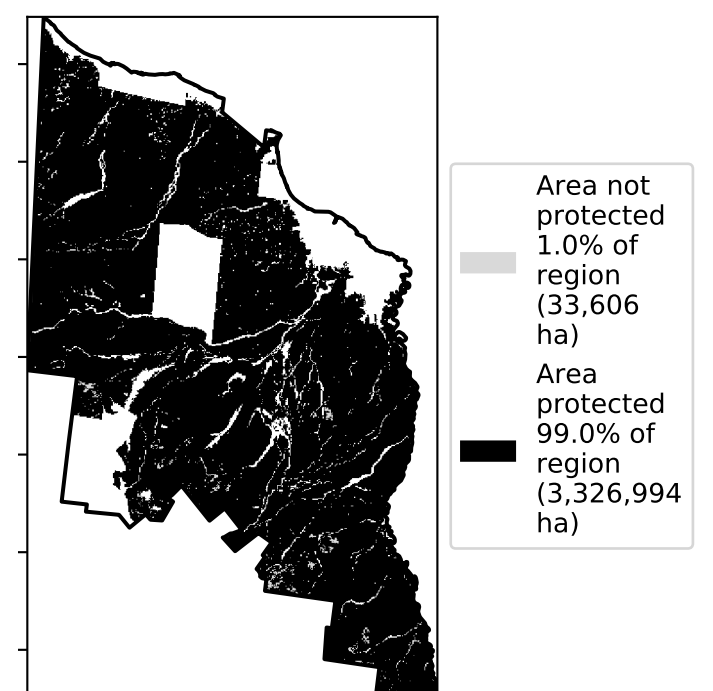 Area not
protected
1.0% of
region
(33,606
ha)
Area
protected
99.0% of
region
(3,326,994
ha)